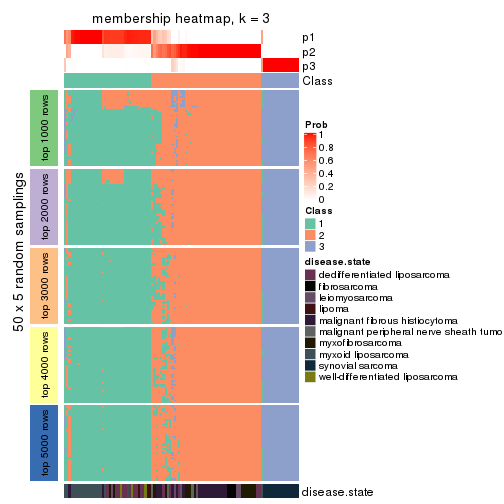 membership heatmap, k = 3
p1
p2
p3
Class
50 x 5 random samplings
top 1000 rows
top 2000 rows
top 3000 rows
top 4000 rows
top 5000 rows
Prob
1
0.8
0.6
0.4
0.2
0
Class
1
2
3
disease.state
dedifferentiated liposarcoma
fibrosarcoma
leiomyosarcoma
lipoma
malignant fibrous histiocytoma
malignant peripheral nerve sheath tumo
myxofibrosarcoma
myxoid liposarcoma
synovial sarcoma
well-differentiated liposarcoma
disease.state